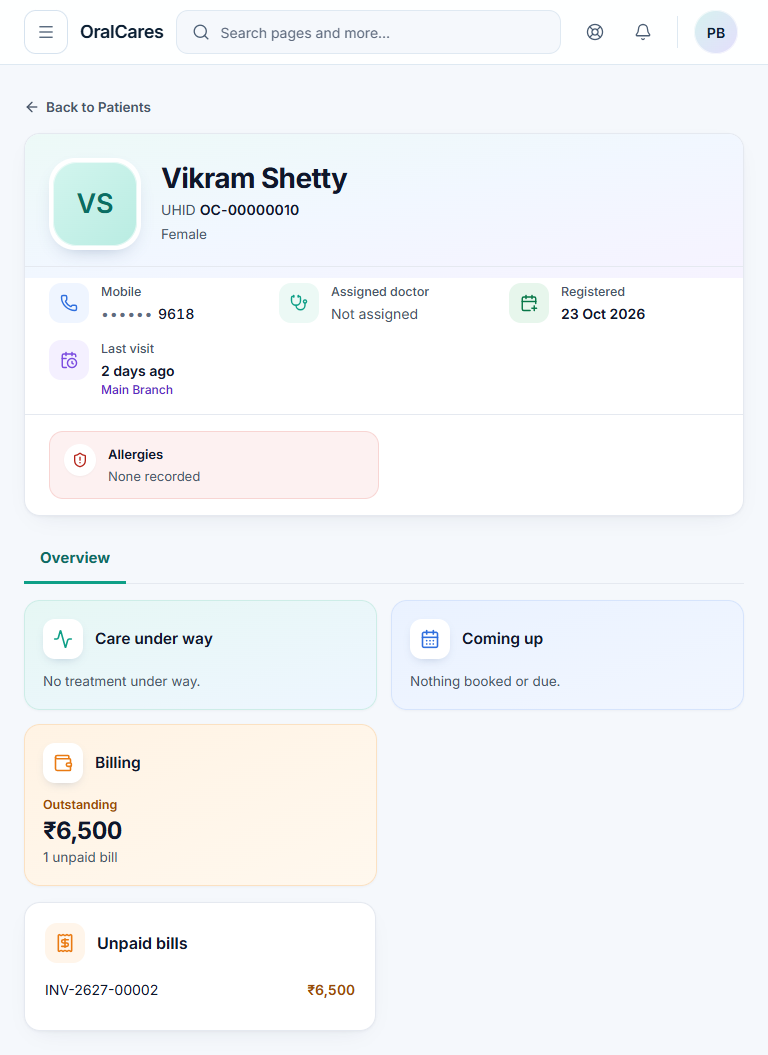 OralCares
Search pages and more...
PB
Back to Patients
VS
Vikram Shetty
UHID OC-00000010
Female
Mobile
•••••• 9618
Assigned doctor
Not assigned
Registered
23 Oct 2026
Last visit
2 days ago
Main Branch
Allergies
None recorded
Overview
Care under way
No treatment under way.
Coming up
Nothing booked or due.
Billing
Outstanding
₹6,500
1 unpaid bill
Unpaid bills
INV-2627-00002
₹6,500